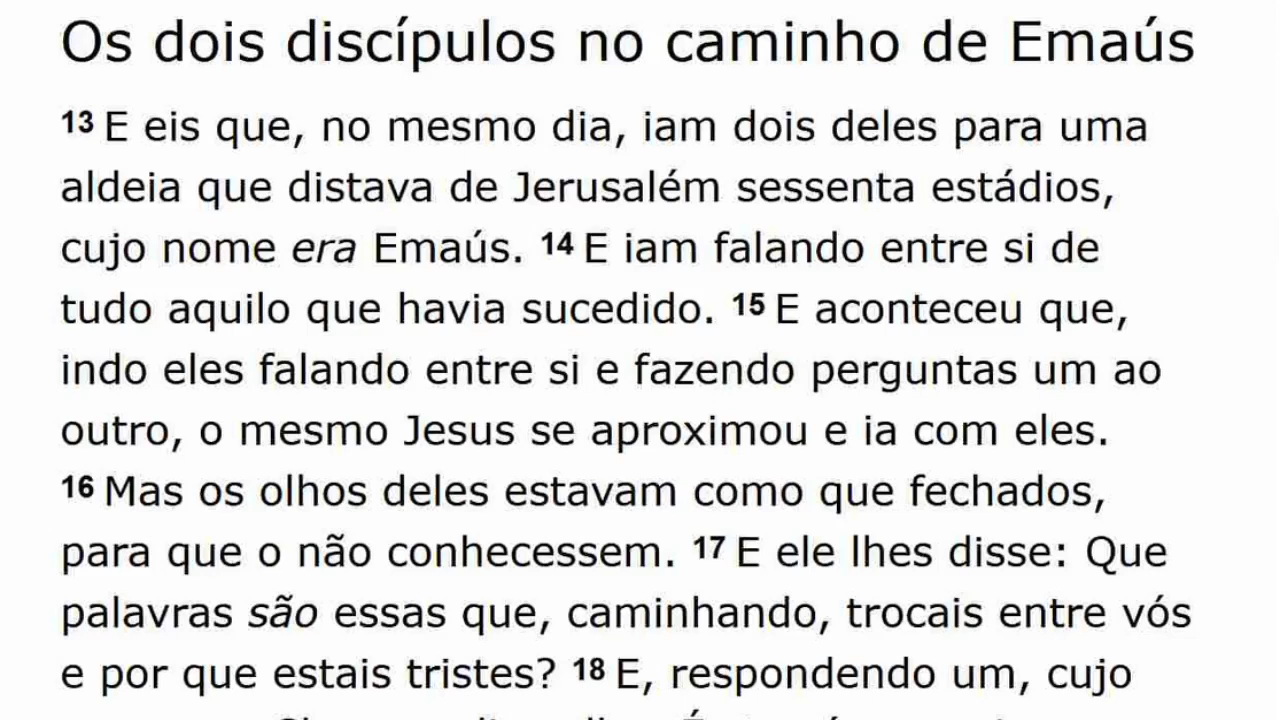 Os dois discípulos no caminho de Emaús
13 E eis que, no mesmo dia, iam dois deles para uma
aldeia que distava de Jerusalém sessenta estádios,
cujo nome era Emaús. 14 E iam falando entre si de
tudo aquilo que havia sucedido. 15 E aconteceu que,
indo eles falando entre si e fazendo perguntas um ao
outro, o mesmo Jesus se aproximou e ia com eles.
16 Mas os olhos deles estavam como que fechados,
para que o não conhecessem. 17 E ele lhes disse: Que
palavras são essas que, caminhando, trocais entre vós
e por que estais tristes? 18 E, respondendo um, cujo